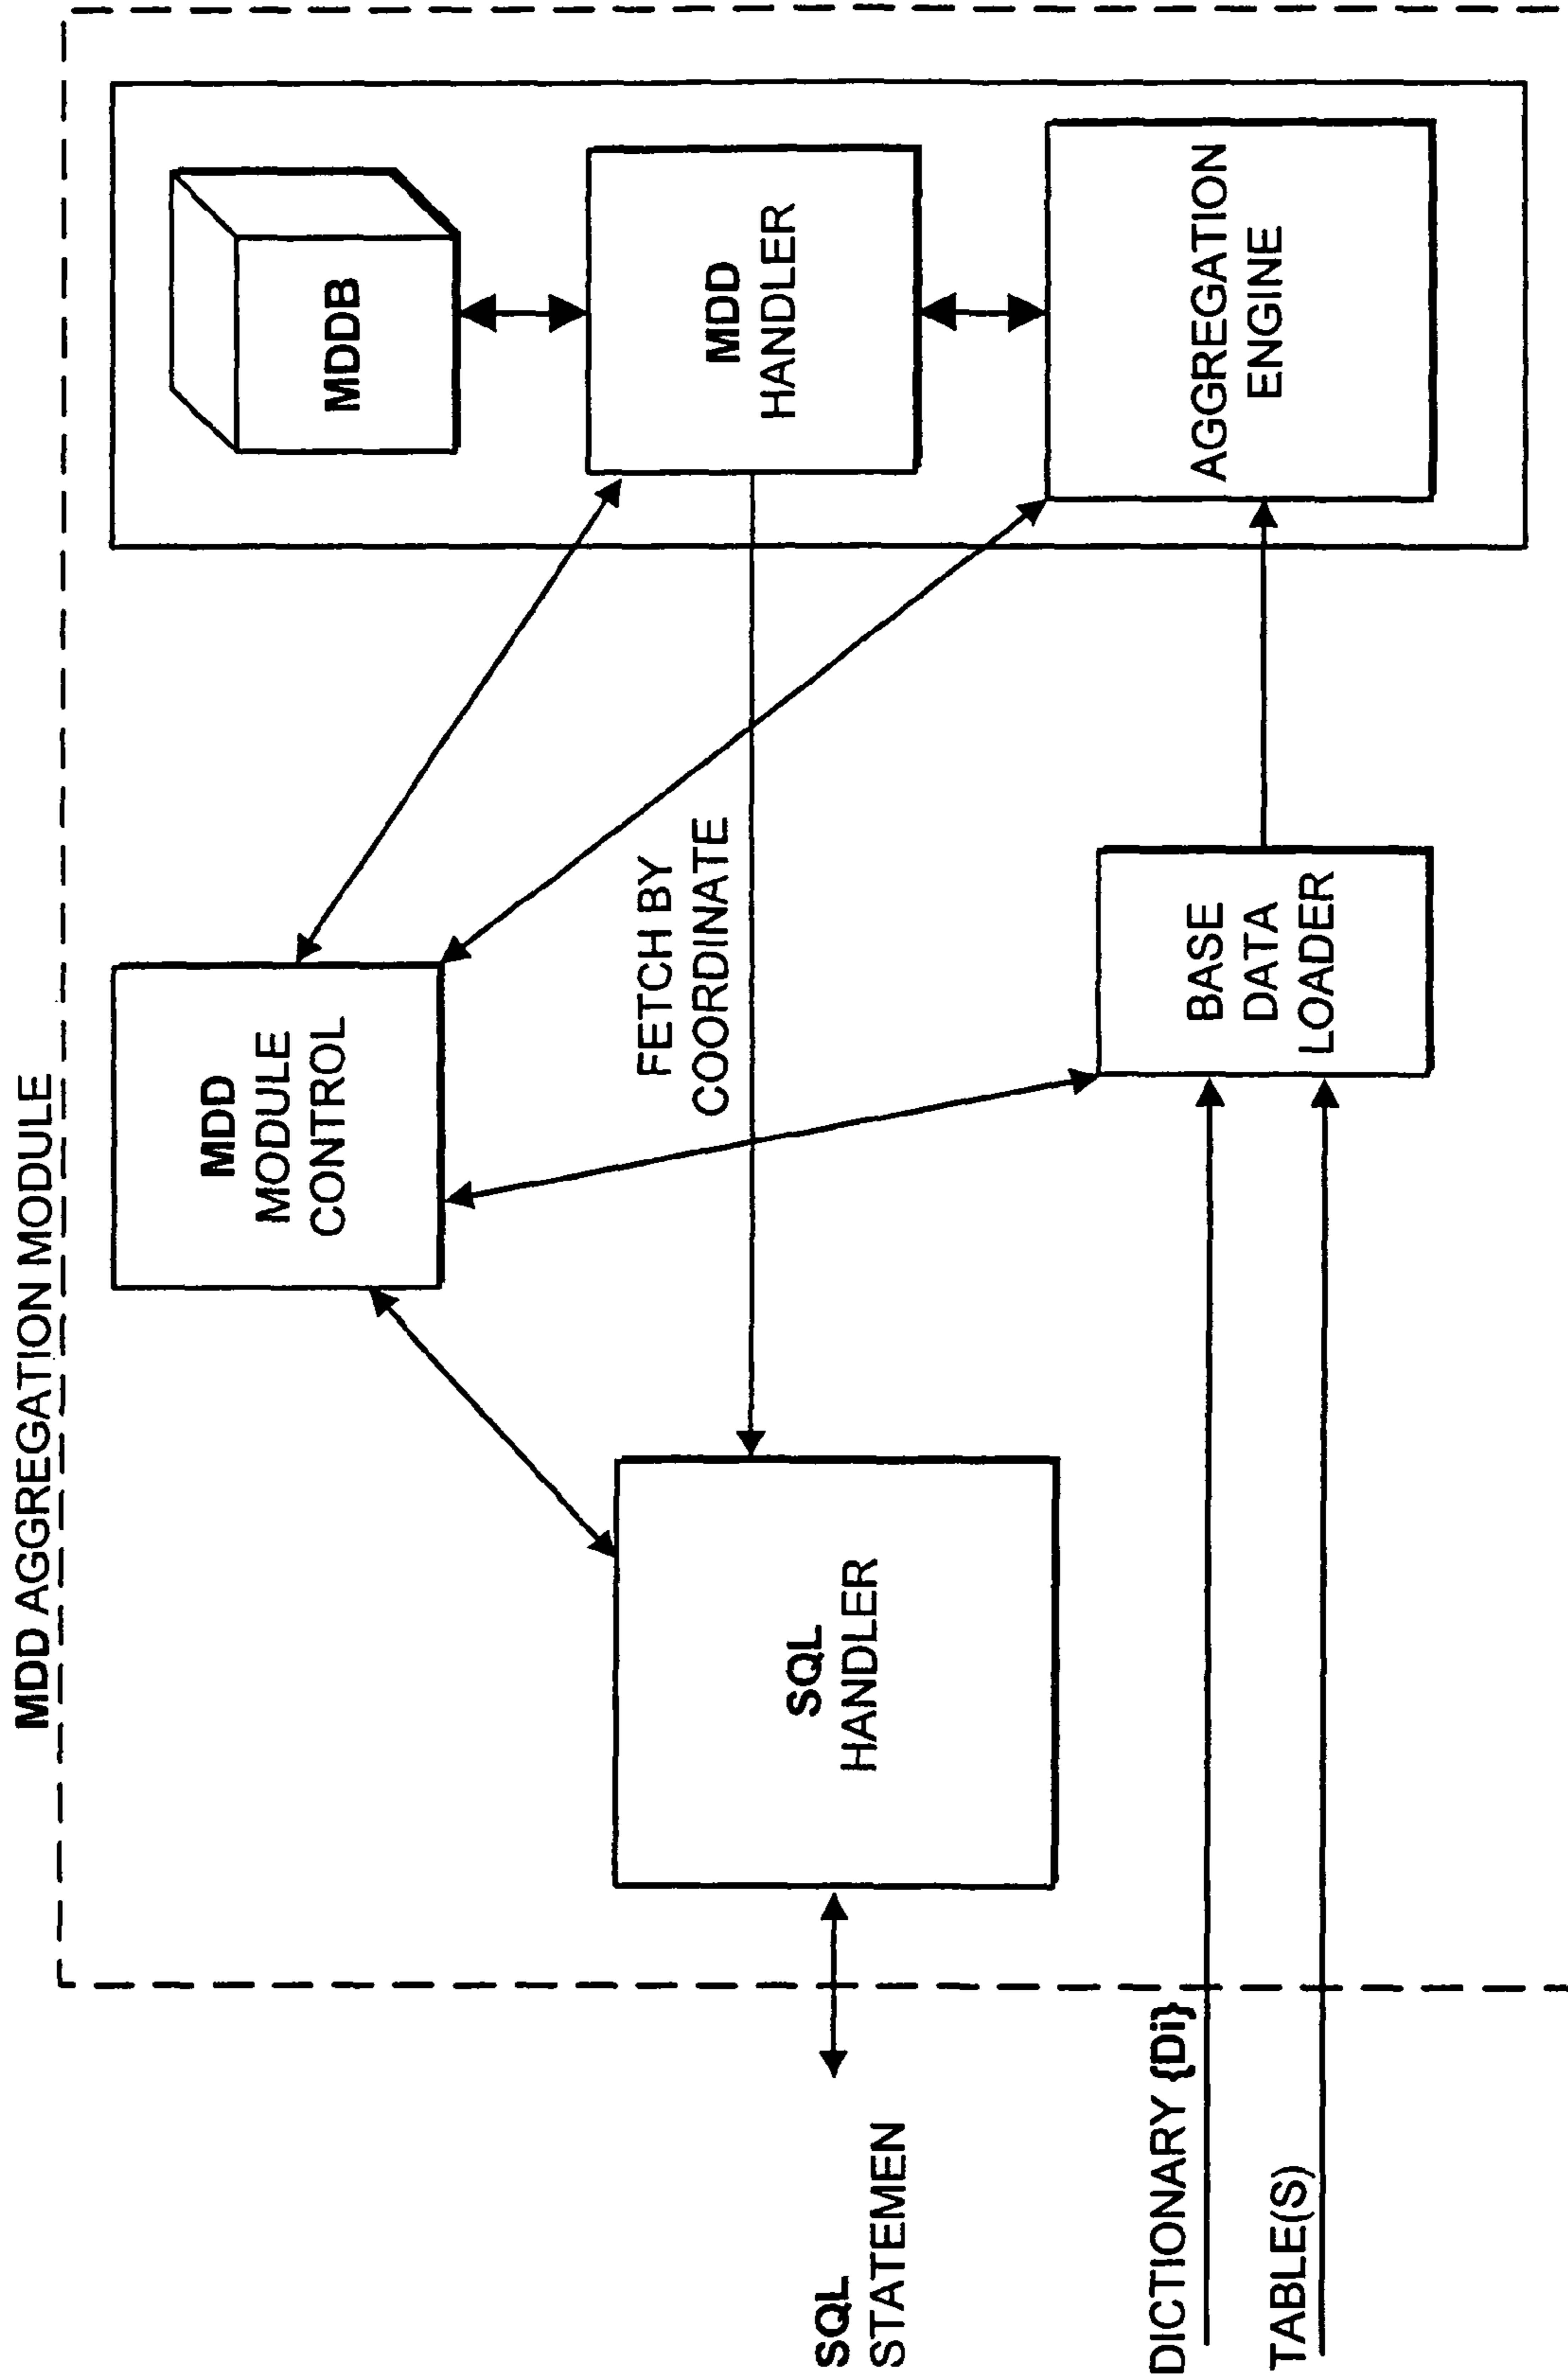 MDD AGGREGATION MODULE
MDD
MODULE
CONTROL
MDDB
MDD
HANDLER
AGGREGATION
ENGINE
FETCH BY
COORDINATE
BASE
DATA
LOADER
SQL
HANDLER
SQL
STATEMEN
DICTIONARY {Di}
TABLE(S)